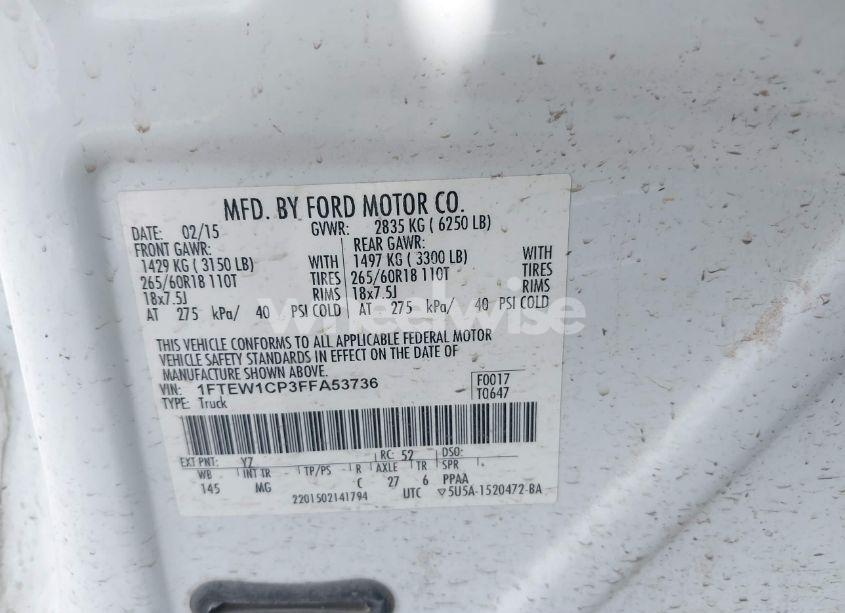 MFD. BY FORD MOTOR CO.
DATE: 02/15 GVWR: 2835 KG ( 6250 LB)
FRONT GAWR: REAR GAWR:
1429 KG ( 3150 LB) WITH 1497 KG ( 3300 LB) WITH
265/60R18 110T TIRES 265/60R18 110T TIRES
18x7.5J RIMS 18x7.5J RIMS
AT 275 kPa/ 40 PSI COLD AT 275 kPa/ 40 PSI COLD
wheelwise
THIS VEHICLE CONFORMS TO ALL APPLICABLE FEDERAL MOTOR
VEHICLE SAFETY STANDARDS IN EFFECT ON THE DATE OF
MANUFACTURE SHOWN ABOVE.
VIN: 1FTEW1CP3FFA53736 F0017
TYPE: Truck T0647
EXT PNT: Y7 RC: 52 DSO:
WB INT TR TP/PS R AXLE TR SPR
145 MG C 27 6 PPAA
2201502141794 UTC ▽5U5A-1520472-BA